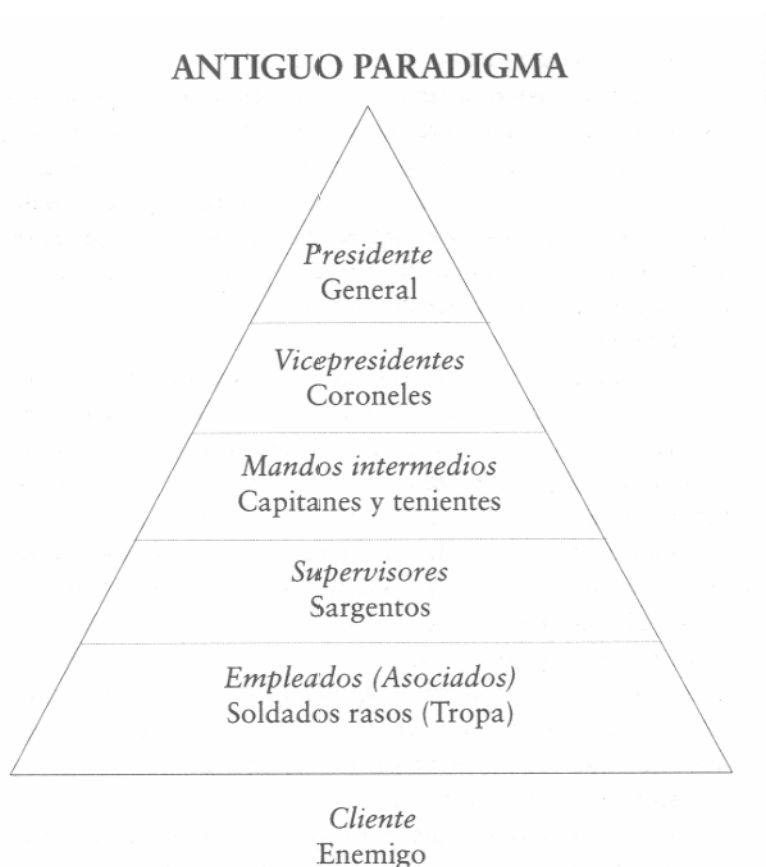 ANTIGUO PARADIGMA
Presidente
General
Vicepresidentes
Coroneles
Mandos intermedios
Capitanes y tenientes
Supervisores
Sargentos
Empleados (Asociados)
Soldados rasos (Tropa)
Cliente
Enemigo